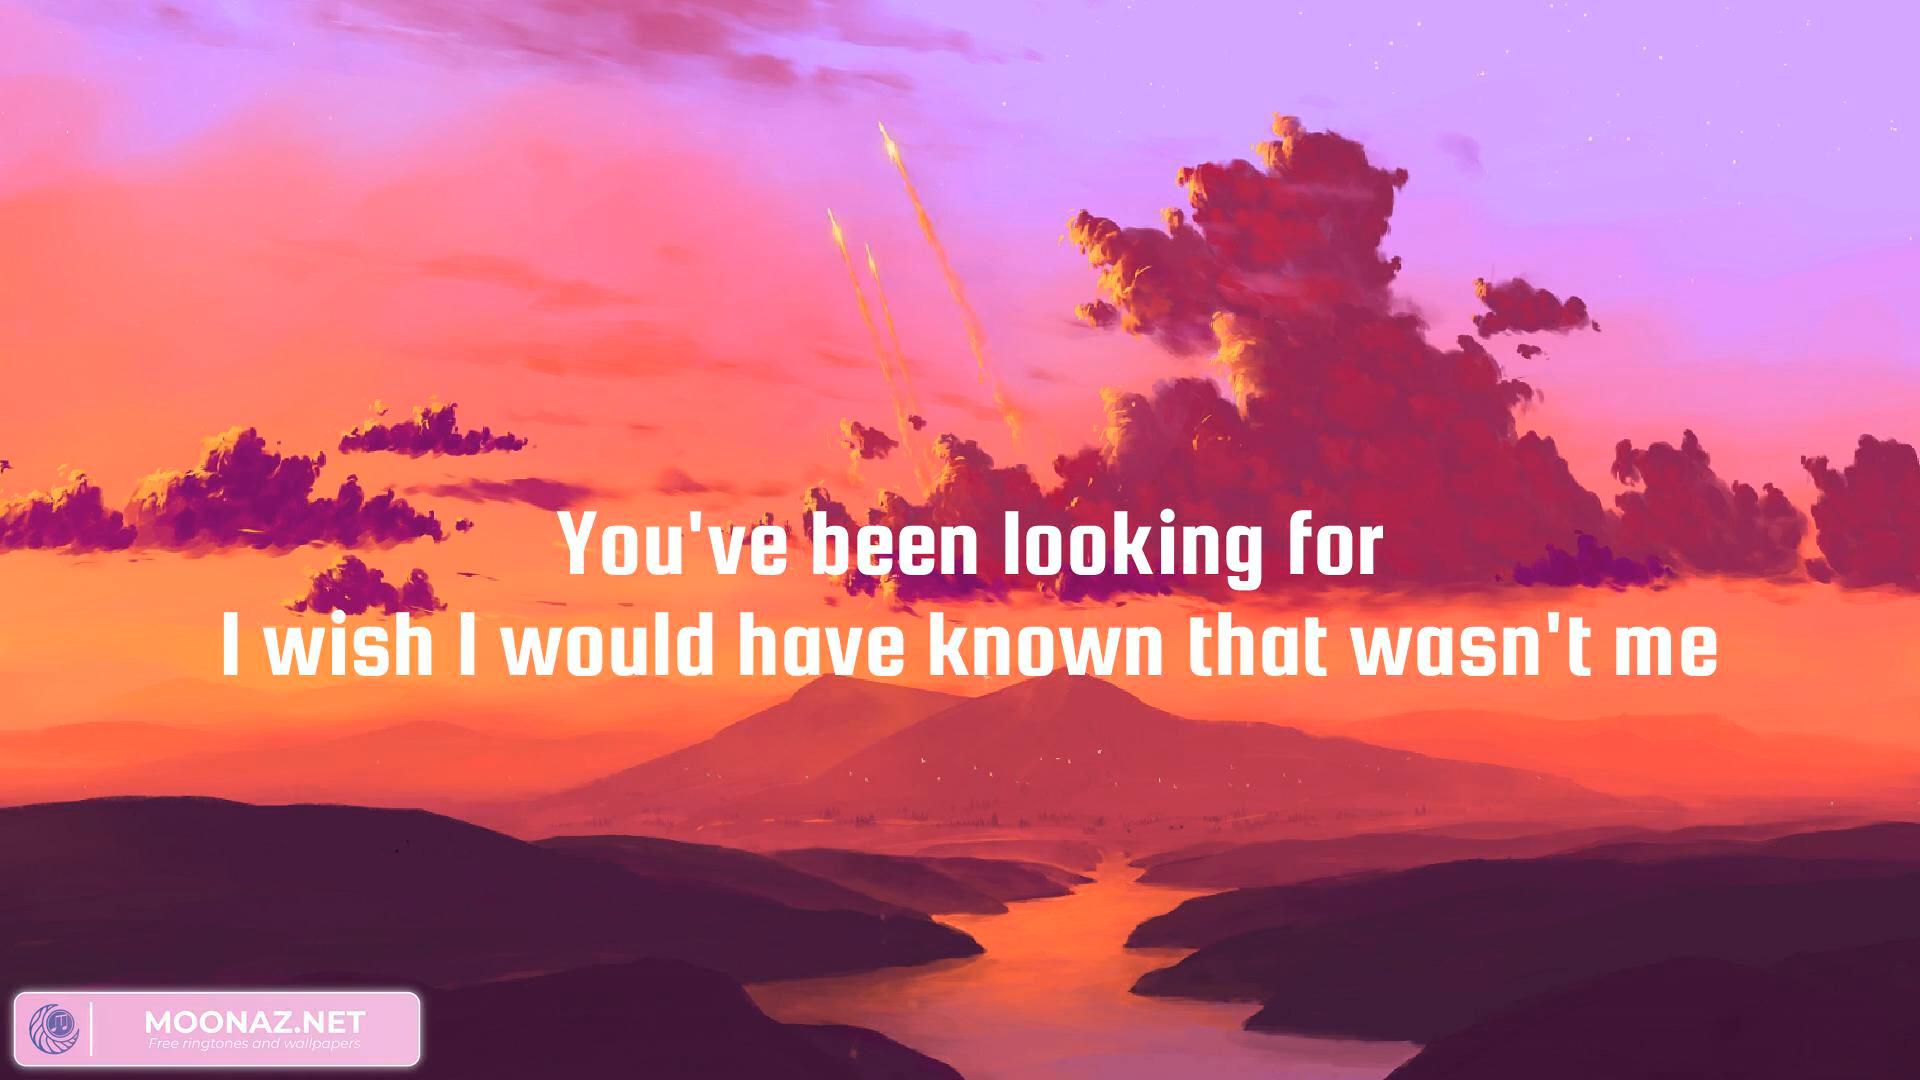 You've been looking for
I wish I would have known that wasn't me
MOONAZ.NET
Free ringtones and wallpapers